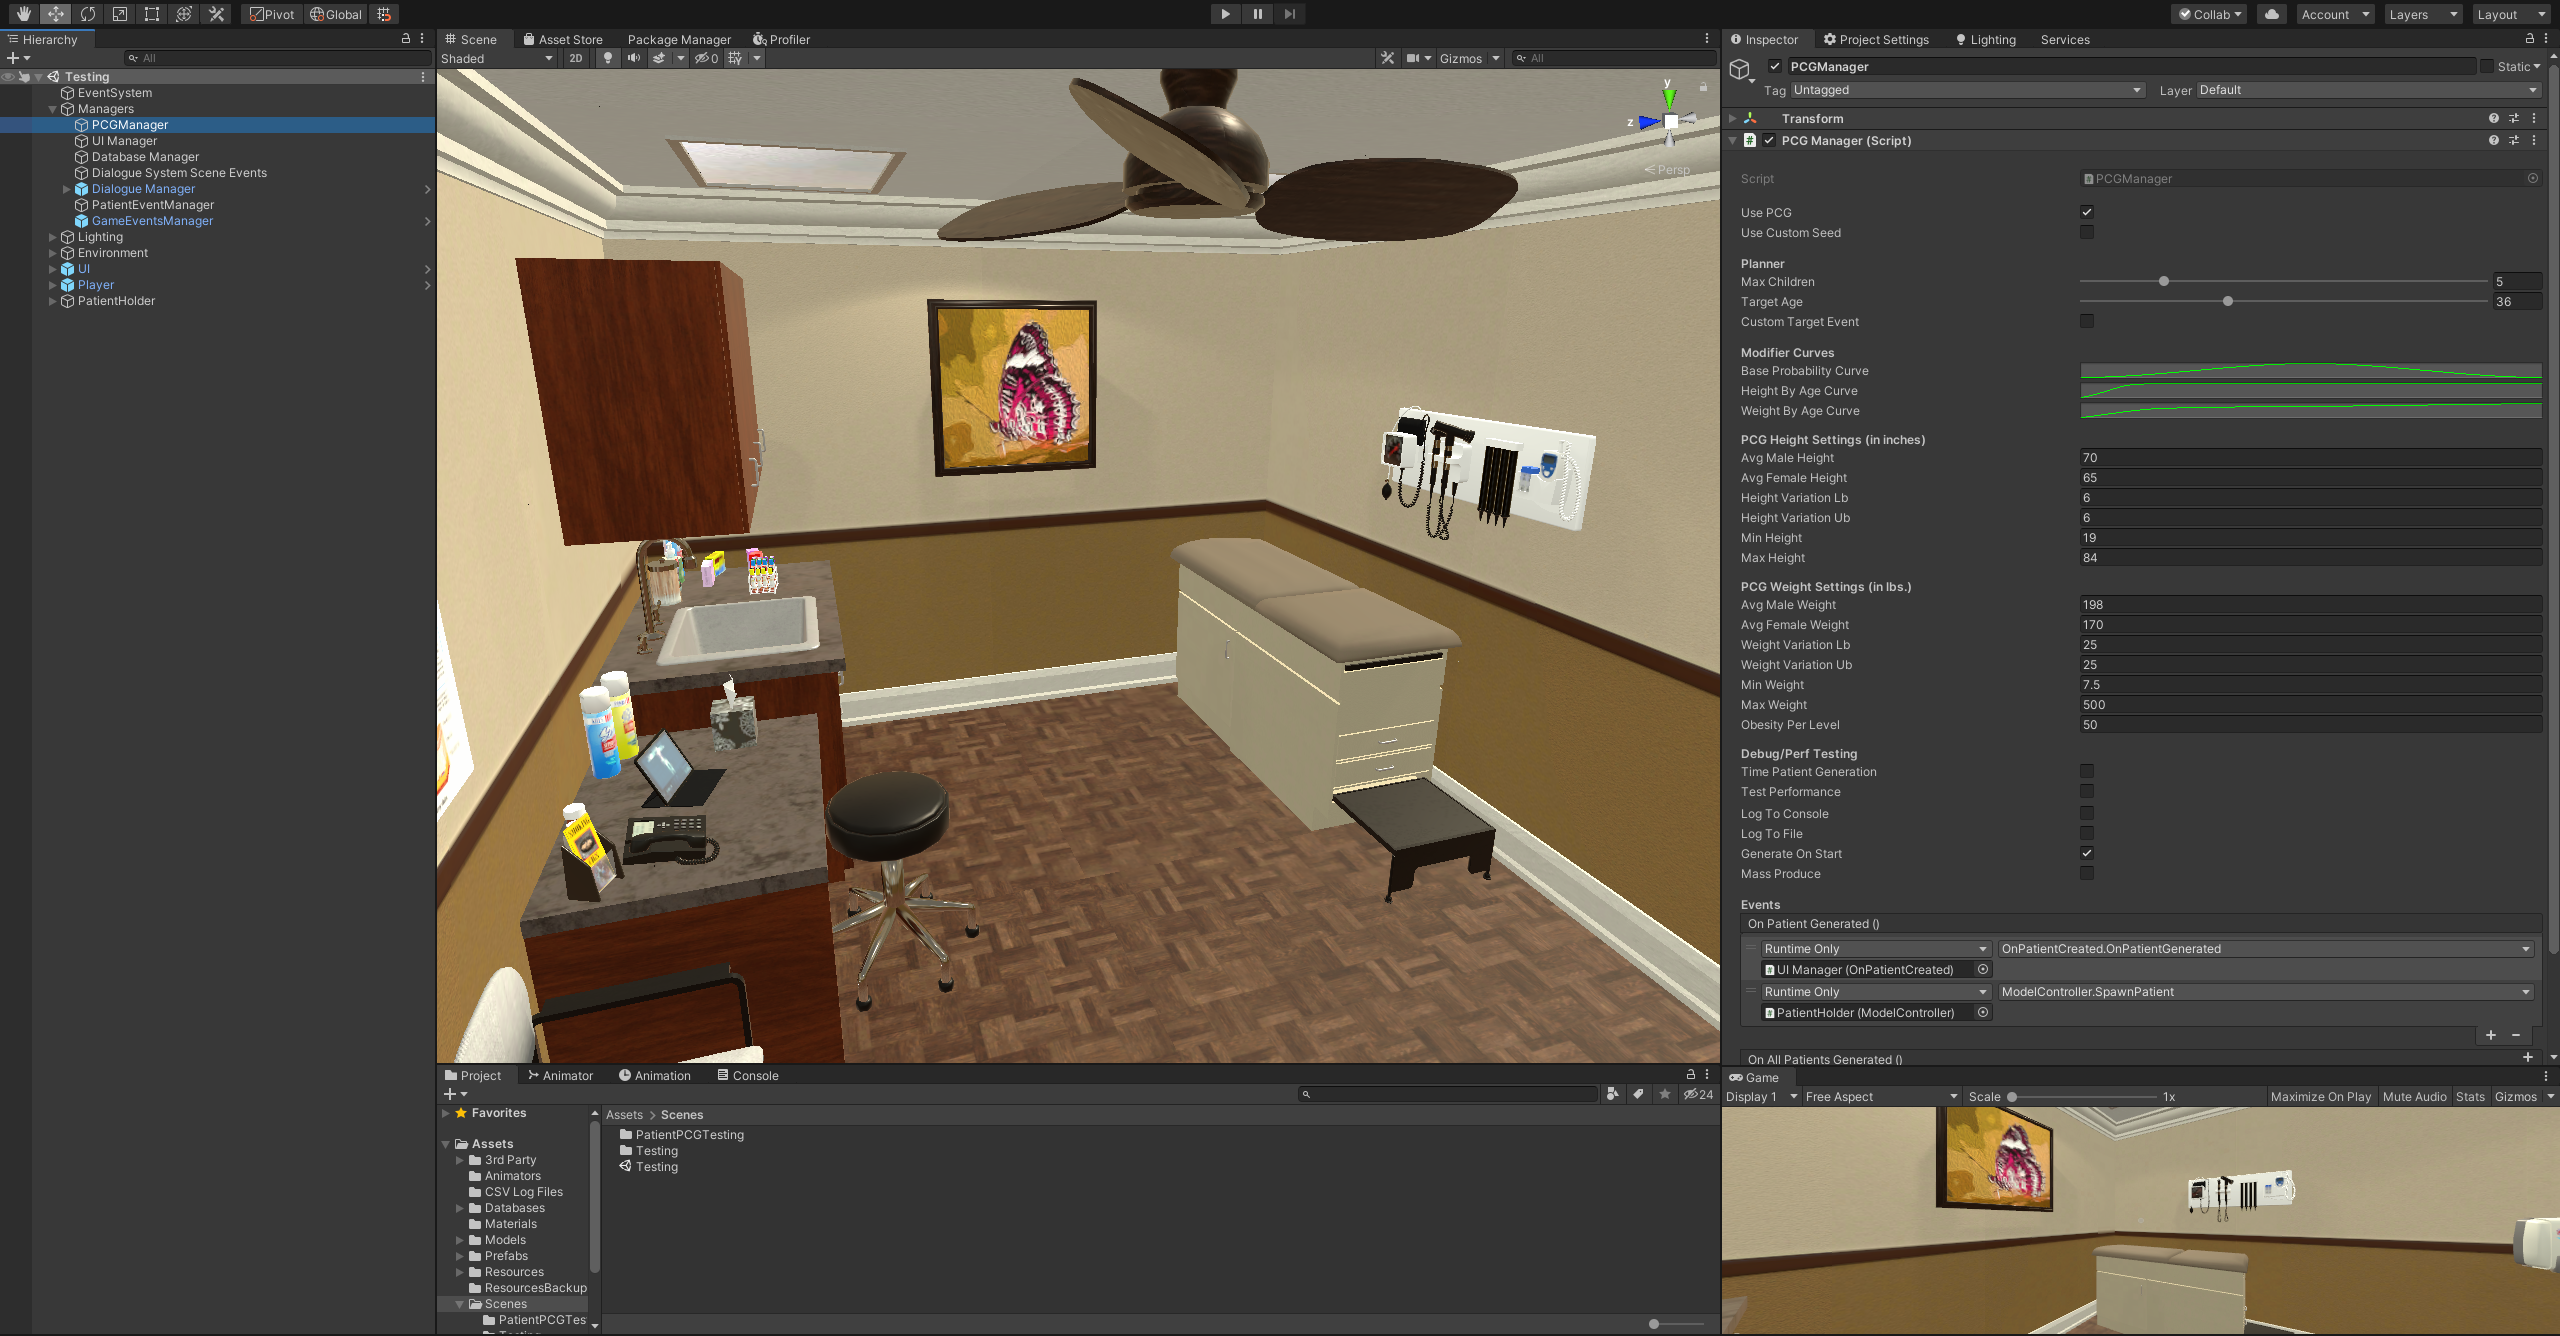 Pivot Global Collab Account Layers Layout
Hierarchy
All
Testing
EventSystem
Managers
PCGManager
UI Manager
Database Manager
Dialogue System Scene Events
Dialogue Manager
PatientEventManager
GameEventsManager
Lighting
Environment
UI
Player
PatientHolder
Scene Asset Store Package Manager Profiler
Shaded 2D 0 Gizmos All
y
z
Persp
Inspector Project Settings Lighting Services
PCGManager Static
Tag Untagged Layer Default
Transform
PCG Manager (Script)
Script PCGManager
Use PCG
Use Custom Seed
Planner
Max Children 5
Target Age 36
Custom Target Event
Modifier Curves
Base Probability Curve
Height By Age Curve
Weight By Age Curve
PCG Height Settings (in inches)
Avg Male Height 70
Avg Female Height 65
Height Variation Lb 6
Height Variation Ub 6
Min Height 19
Max Height 84
PCG Weight Settings (in lbs.)
Avg Male Weight 198
Avg Female Weight 170
Weight Variation Lb 25
Weight Variation Ub 25
Min Weight 7.5
Max Weight 500
Obesity Per Level 50
Debug/Perf Testing
Time Patient Generation
Test Performance
Log To Console
Log To File
Generate On Start
Mass Produce
Events
On Patient Generated ()
Runtime Only OnPatientCreated.OnPatientGenerated
UI Manager (OnPatientCreated)
Runtime Only ModelController.SpawnPatient
PatientHolder (ModelController)
On All Patients Generated ()
Project Animator Animation Console
24
Favorites
Assets
3rd Party
Animators
CSV Log Files
Databases
Materials
Models
Prefabs
Resources
ResourcesBackup
Scenes
PatientPCGTes
Assets > Scenes
PatientPCGTesting
Testing
Testing
Game
Display 1 Free Aspect Scale 1x Maximize On Play Mute Audio Stats Gizmos